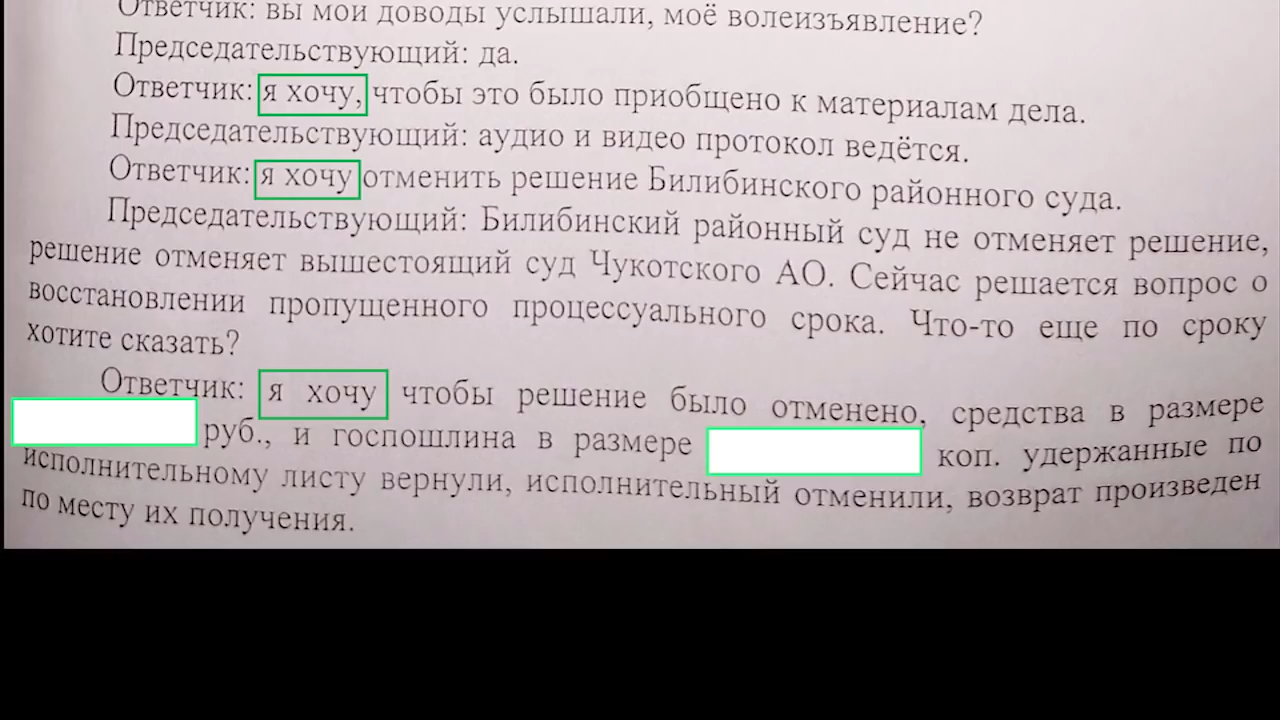 Ответчик: вы мои доводы услышали, моё волеизъявление?
Председательствующий: да.
Ответчик: я хочу, чтобы это было приобщено к материалам дела.
Председательствующий: аудио и видео протокол ведётся.
Ответчик: я хочу отменить решение Билибинского районного суда.
Председательствующий: Билибинский районный суд не отменяет решение,
решение отменяет вышестоящий суд Чукотского АО. Сейчас решается вопрос о
восстановлении пропущенного процессуального срока. Что-то еще по сроку
хотите сказать?
Ответчик: я хочу чтобы решение было отменено, средства в размере
руб., и госпошлина в размере коп. удержанные по
исполнительному листу вернули, исполнительный отменили, возврат произведен
по месту их получения.